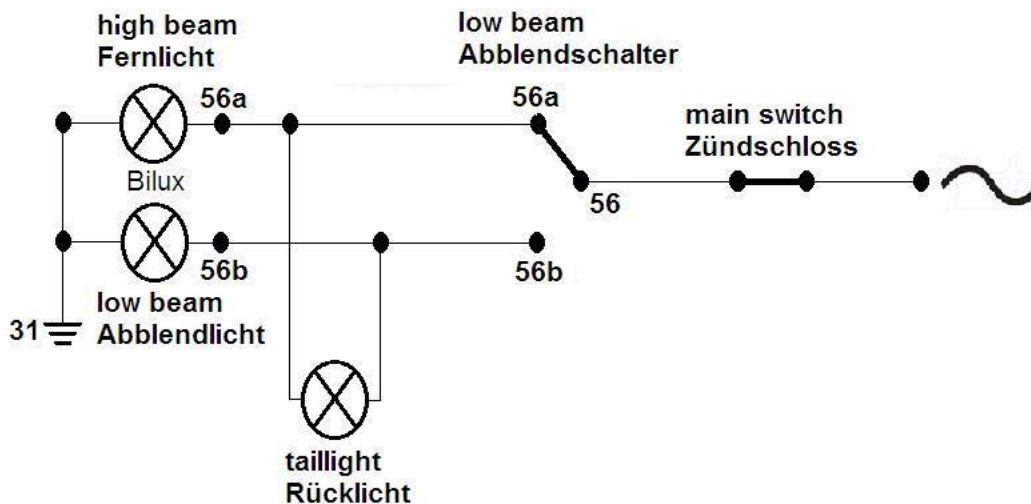 high beam
Fernlicht
56a
Bilux
56b
low beam
Abblendlicht
31
taillight
Rücklicht
low beam
Abblendschalter
56a
56
56b
main switch
Zündschloss